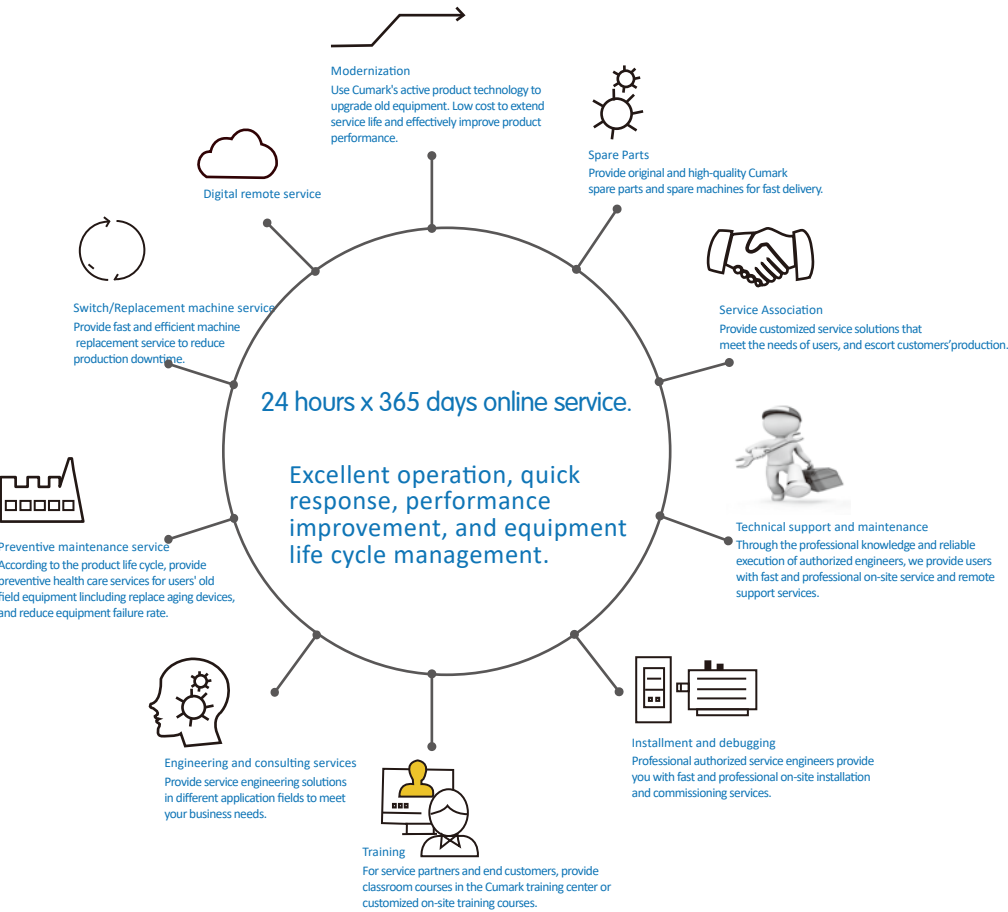 Modernization
Use Cumark's active product technology to
upgrade old equipment. Low cost to extend
service life and effectively improve product
performance.
Spare Parts
Provide original and high-quality Cumark
spare parts and spare machines for fast delivery.
Digital remote service
Switch/Replacement machine service
Provide fast and efficient machine
replacement service to reduce
production downtime.
Service Association
Provide customized service solutions that
meet the needs of users, and escort customers'production.
24 hours x 365 days online service.
Excellent operation, quick
response, performance
improvement, and equipment
life cycle management.
Technical support and maintenance
Through the professional knowledge and reliable
execution of authorized engineers, we provide users
with fast and professional on-site service and remote
support services.
Preventive maintenance service
According to the product life cycle, provide
preventive health care services for users' old
field equipment lincluding replace aging devices,
and reduce equipment failure rate.
Engineering and consulting services
Provide service engineering solutions
in different application fields to meet
your business needs.
Installment and debugging
Professional authorized service engineers provide
you with fast and professional on-site installation
and commissioning services.
Training
For service partners and end customers, provide
classroom courses in the Cumark training center or
customized on-site training courses.